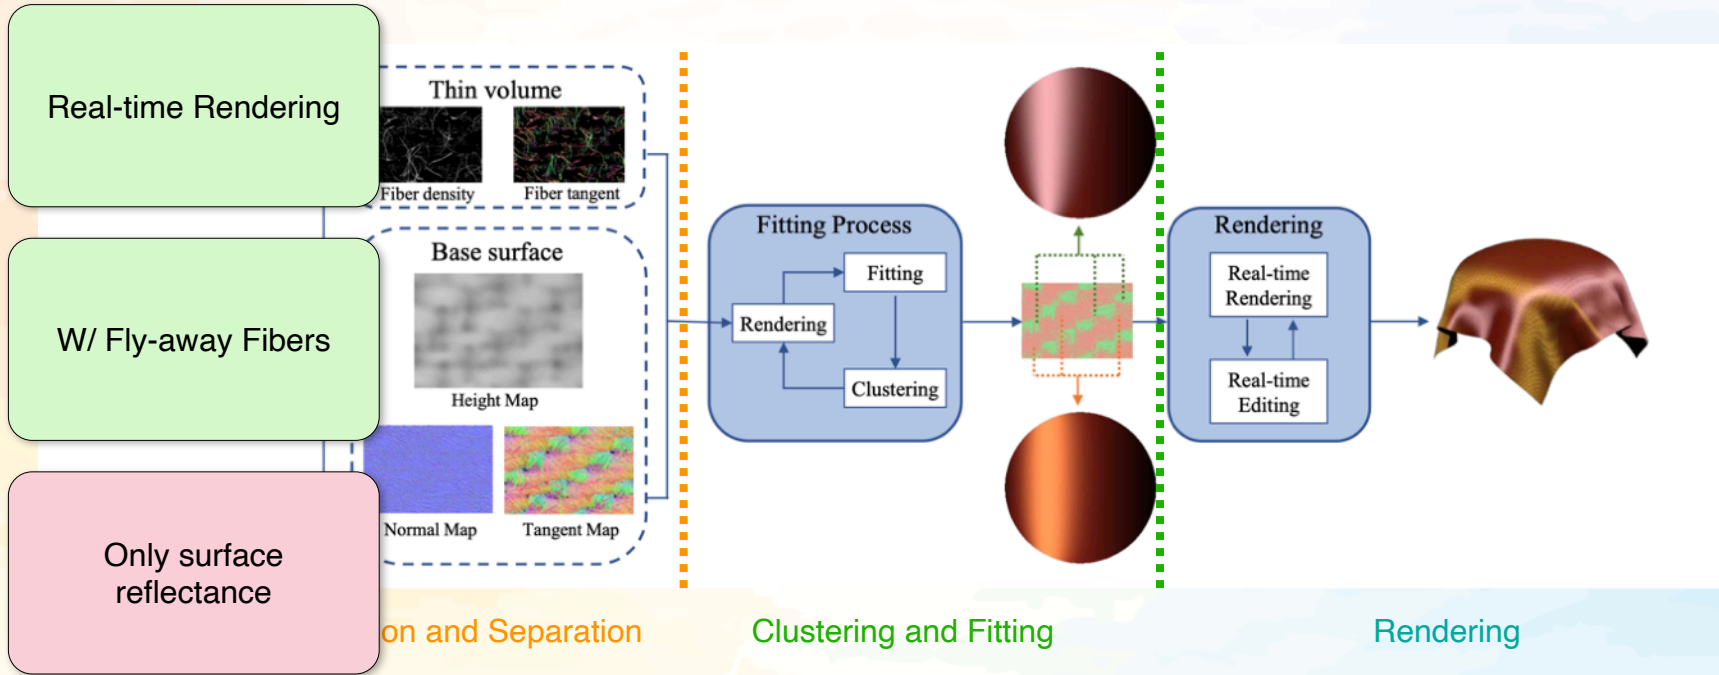 Real-time Rendering
W/ Fly-away Fibers
Only surface
reflectance
Thin volume
Fiber density
Fiber tangent
Base surface
Height Map
Normal Map
Tangent Map
on and Separation
Fitting Process
Fitting
Rendering
Clustering
Clustering and Fitting
Rendering
Real-time
Rendering
Real-time
Editing
Rendering